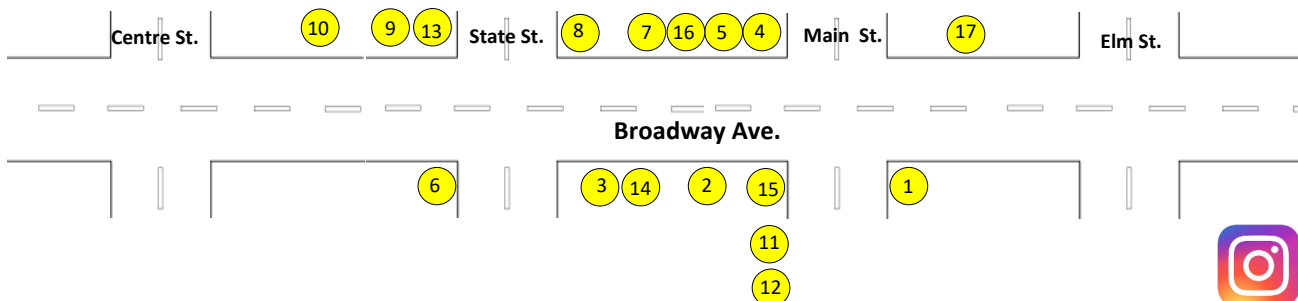 10 9 13 8 7 16 5 4 17
Centre St. State St. Main St. Elm St.
Broadway Ave.
6 3 14 2 15 1
11
12